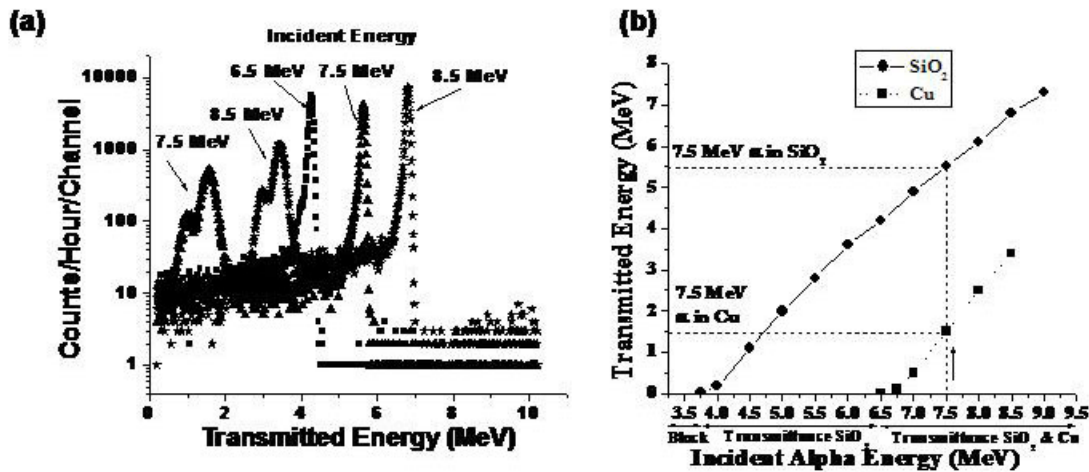 (a)
Incident Energy
6.5 MeV
7.5 MeV
8.5 MeV
8.5 MeV
7.5 MeV
10000
1000
100
10
1
Counts/Hour/Channel
0 2 4 6 8 10
Transmitted Energy (MeV)
(b)
SiO2
Cu
8
7
6
5
4
3
2
1
0
Transmitted Energy (MeV)
7.5 MeV α in SiO2
7.5 MeV
α in Cu
3.5 4.0 4.5 5.0 5.5 6.0 6.5 7.0 7.5 8.0 8.5 9.0 9.5
Block Transmittance SiO2 Transmittance SiO2 & Cu
Incident Alpha Energy (MeV)